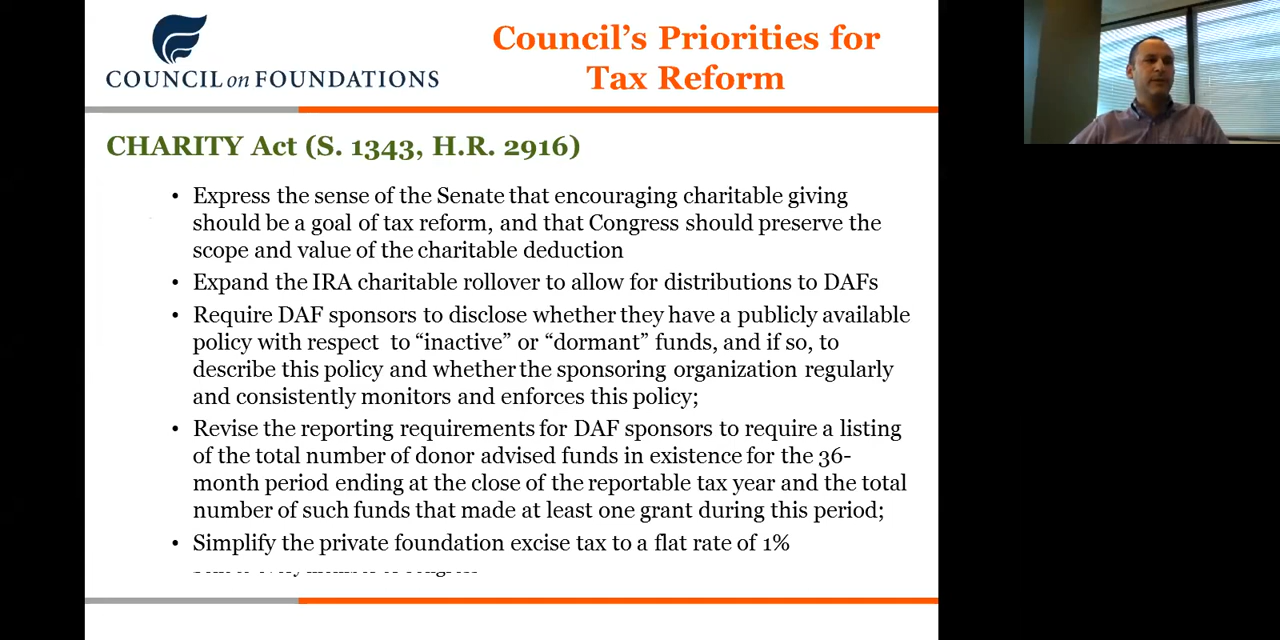 COUNCIL on FOUNDATIONS
Council's Priorities for
Tax Reform
CHARITY Act (S. 1343, H.R. 2916)
• Express the sense of the Senate that encouraging charitable giving
should be a goal of tax reform, and that Congress should preserve the
scope and value of the charitable deduction
• Expand the IRA charitable rollover to allow for distributions to DAFs
• Require DAF sponsors to disclose whether they have a publicly available
policy with respect to “inactive” or “dormant” funds, and if so, to
describe this policy and whether the sponsoring organization regularly
and consistently monitors and enforces this policy;
• Revise the reporting requirements for DAF sponsors to require a listing
of the total number of donor advised funds in existence for the 36-
month period ending at the close of the reportable tax year and the total
number of such funds that made at least one grant during this period;
• Simplify the private foundation excise tax to a flat rate of 1%